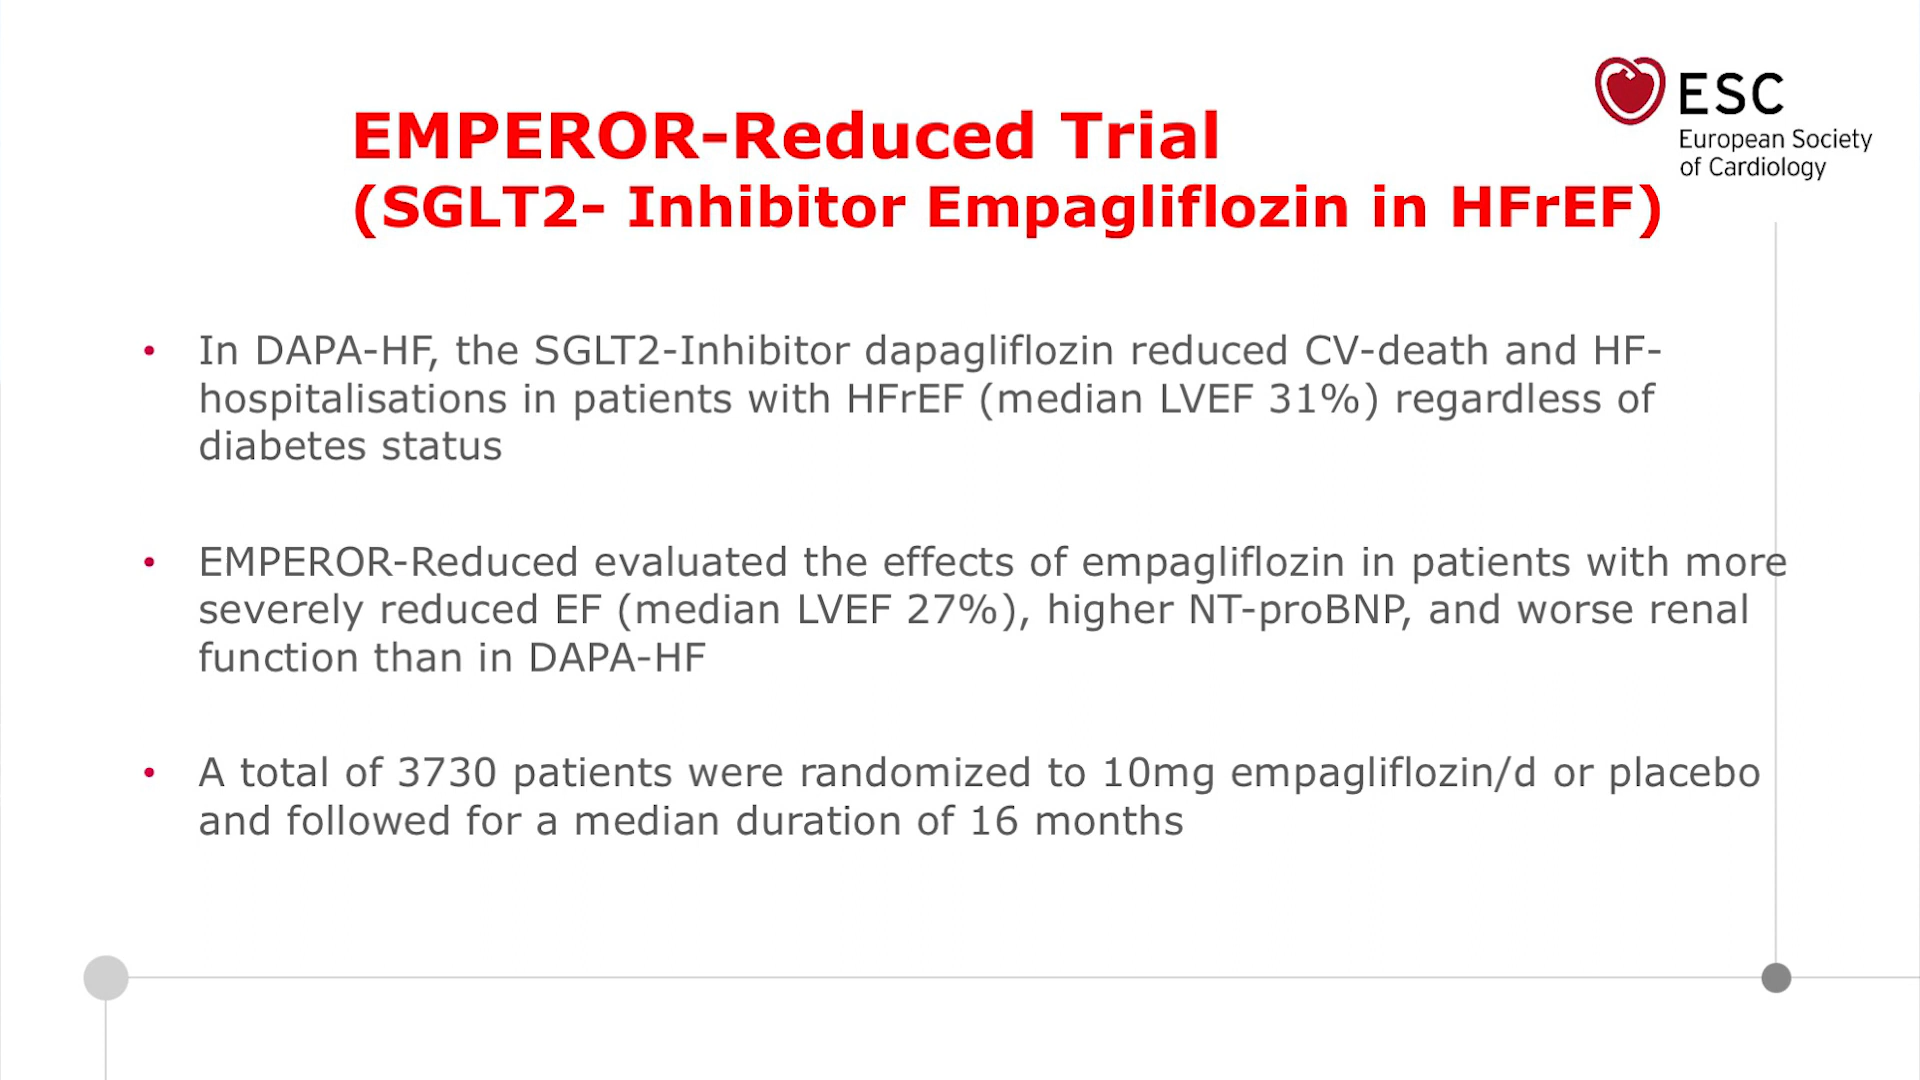 ESC
European Society
of Cardiology
EMPEROR-Reduced Trial
(SGLT2- Inhibitor Empagliflozin in HFrEF)
• In DAPA-HF, the SGLT2-Inhibitor dapagliflozin reduced CV-death and HF-
hospitalisations in patients with HFrEF (median LVEF 31%) regardless of
diabetes status
• EMPEROR-Reduced evaluated the effects of empagliflozin in patients with more
severely reduced EF (median LVEF 27%), higher NT-proBNP, and worse renal
function than in DAPA-HF
• A total of 3730 patients were randomized to 10mg empagliflozin/d or placebo
and followed for a median duration of 16 months